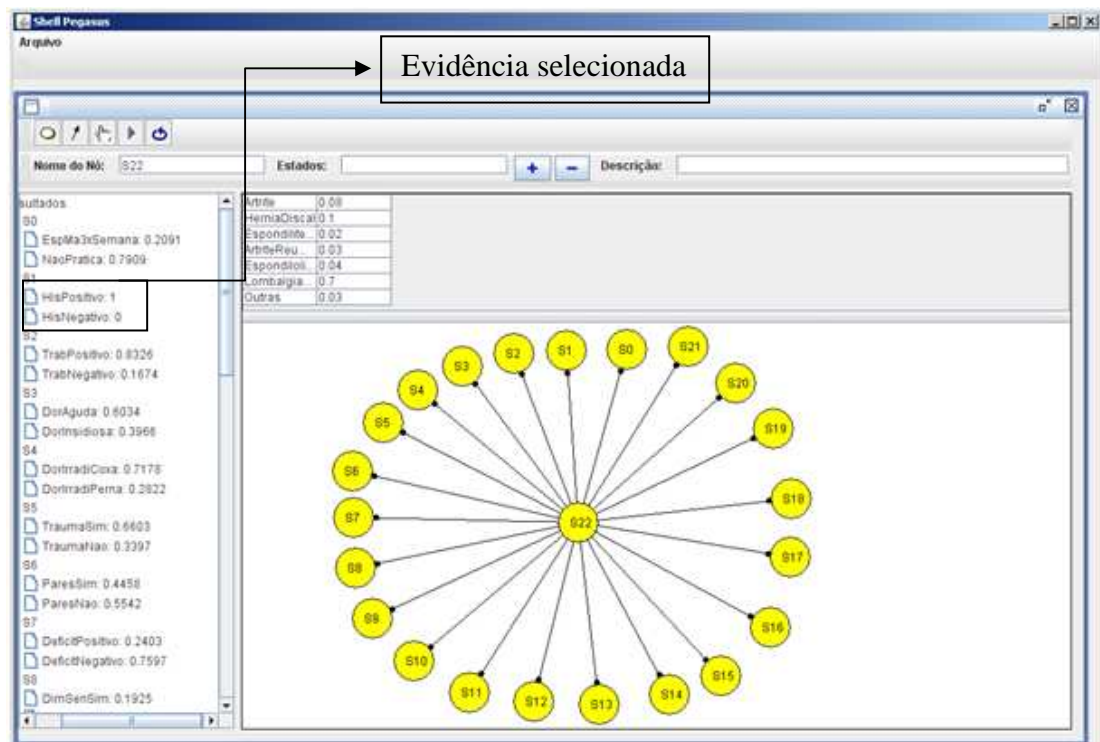 Shell Pegasus
Arquivo
Evidência selecionada
Nome do Nó: S22 Estados: + − Descrição:
sultados
S0
EspMa3xSemana: 0.2091
NaoPratica: 0.7909
S1
HisPositivo: 1
HisNegativo: 0
S2
TrabPositivo: 0.8326
TrabNegativo: 0.1674
S3
DorAguda: 0.6034
DorInsidiosa: 0.3966
S4
DorIrradiCoxa: 0.7178
DorIrradiPerna: 0.2822
S5
TraumaSim: 0.6603
TraumaNao: 0.3397
S6
ParesSim: 0.4458
ParesNao: 0.5542
S7
DeficitPositivo: 0.2403
DeficitNegativo: 0.7597
S8
DimSenSim: 0.1925
Artrite 0.08
HerniaDiscal 0.1
Espondilite... 0.02
ArtriteReu... 0.03
Espondiloli... 0.04
Lombalgia... 0.7
Outras 0.03
S0
S1
S2
S3
S4
S5
S6
S7
S8
S9
S10
S11
S12
S13
S14
S15
S16
S17
S18
S19
S20
S21
S22